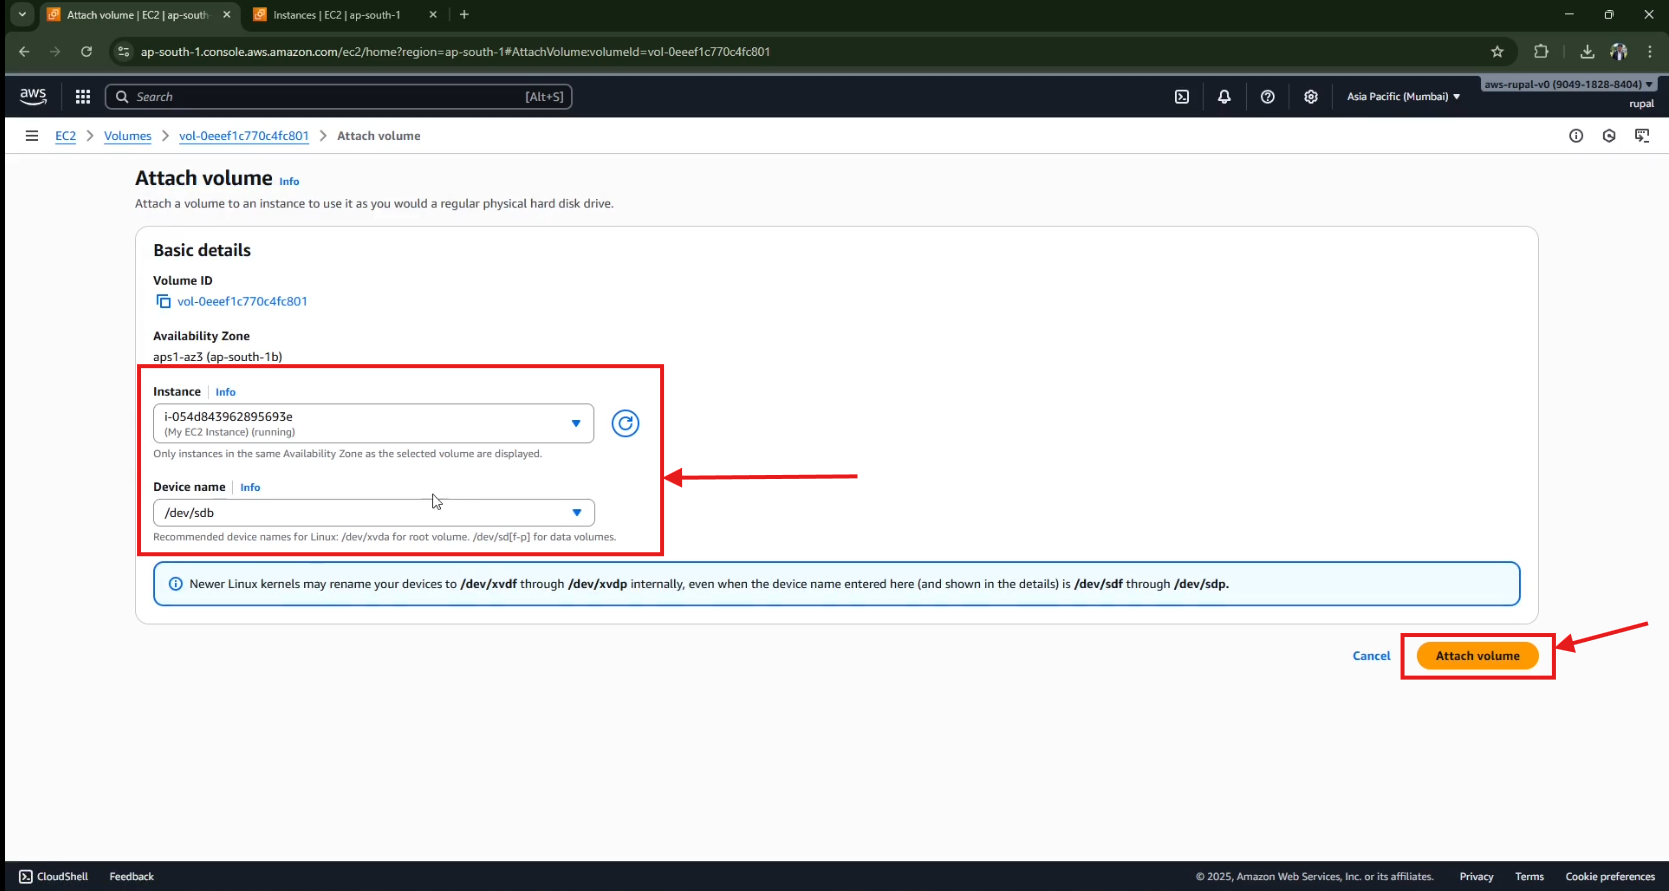 Attach volume | EC2 | ap-south-
Instances | EC2 | ap-south-1
ap-south-1.console.aws.amazon.com/ec2/home?region=ap-south-1#AttachVolume:volumeId=vol-0eeef1c770c4fc801
aws
Search
[Alt+S]
Asia Pacific (Mumbai)
aws-rupal-v0 (9049-1828-8404)
rupal
EC2 > Volumes > vol-0eeef1c770c4fc801 > Attach volume
Attach volume Info
Attach a volume to an instance to use it as you would a regular physical hard disk drive.
Basic details
Volume ID
vol-0eeef1c770c4fc801
Availability Zone
aps1-az3 (ap-south-1b)
Instance | Info
i-054d843962895693e
(My EC2 Instance) (running)
Only instances in the same Availability Zone as the selected volume are displayed.
Device name | Info
/dev/sdb
Recommended device names for Linux: /dev/xvda for root volume. /dev/sd[f-p] for data volumes.
Newer Linux kernels may rename your devices to /dev/xvdf through /dev/xvdp internally, even when the device name entered here (and shown in the details) is /dev/sdf through /dev/sdp.
Cancel
Attach volume
CloudShell
Feedback
© 2025, Amazon Web Services, Inc. or its affiliates.
Privacy
Terms
Cookie preferences